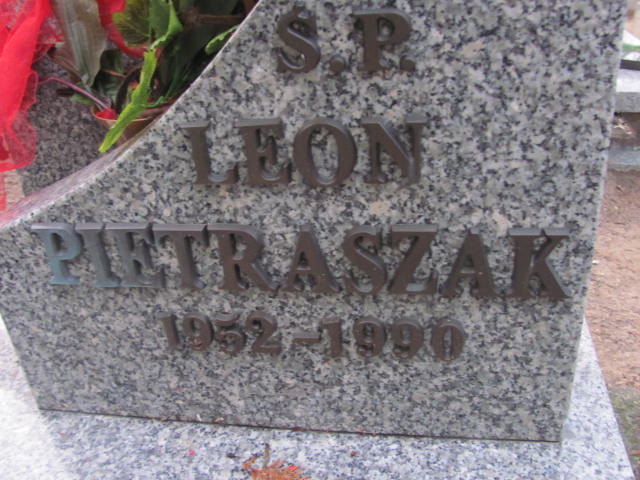 Ś.P.
LEON
PIETRASZAK
1952-1990